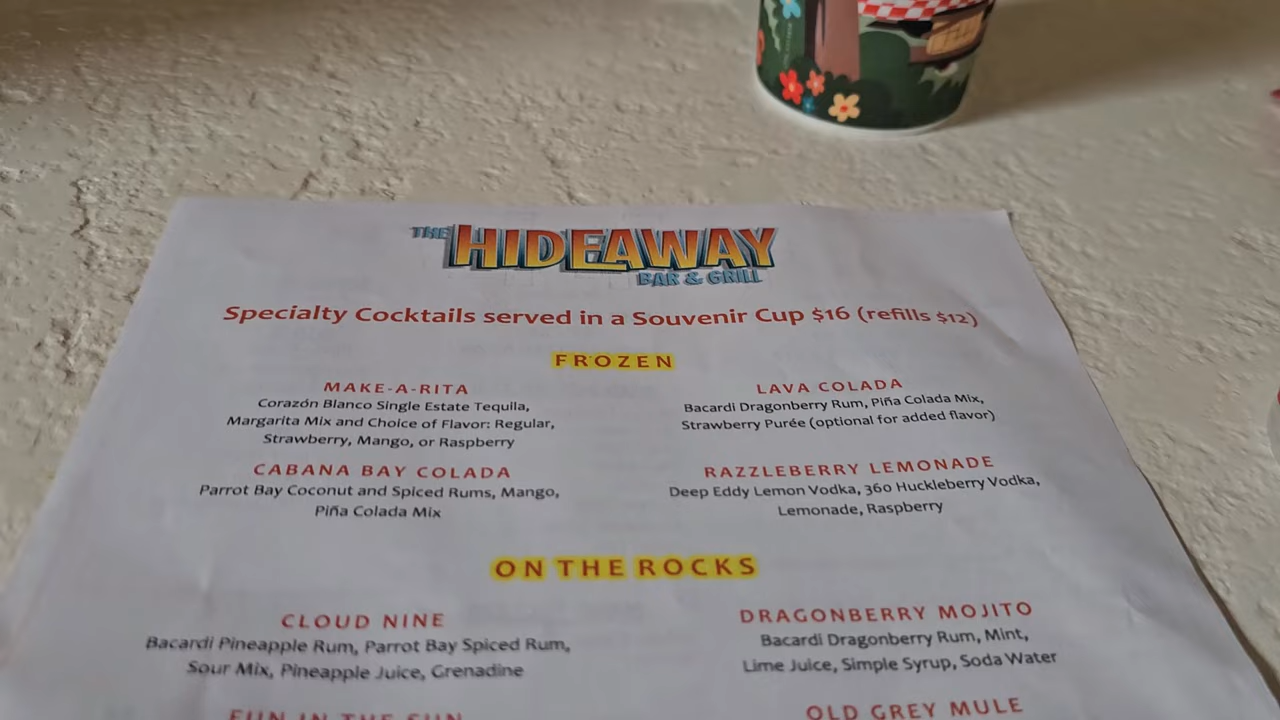 THE HIDEAWAY
BAR & GRILL
Specialty Cocktails served in a Souvenir Cup $16 (refills $12)
FROZEN
MAKE-A-RITA
Corazón Blanco Single Estate Tequila,
Margarita Mix and Choice of Flavor: Regular,
Strawberry, Mango, or Raspberry
LAVA COLADA
Bacardi Dragonberry Rum, Piña Colada Mix,
Strawberry Purée (optional for added flavor)
CABANA BAY COLADA
Parrot Bay Coconut and Spiced Rums, Mango,
Piña Colada Mix
RAZZLEBERRY LEMONADE
Deep Eddy Lemon Vodka, 360 Huckleberry Vodka,
Lemonade, Raspberry
ON THE ROCKS
CLOUD NINE
Bacardi Pineapple Rum, Parrot Bay Spiced Rum,
Sour Mix, Pineapple Juice, Grenadine
DRAGONBERRY MOJITO
Bacardi Dragonberry Rum, Mint,
Lime Juice, Simple Syrup, Soda Water
FUN IN THE SUN
OLD GREY MULE